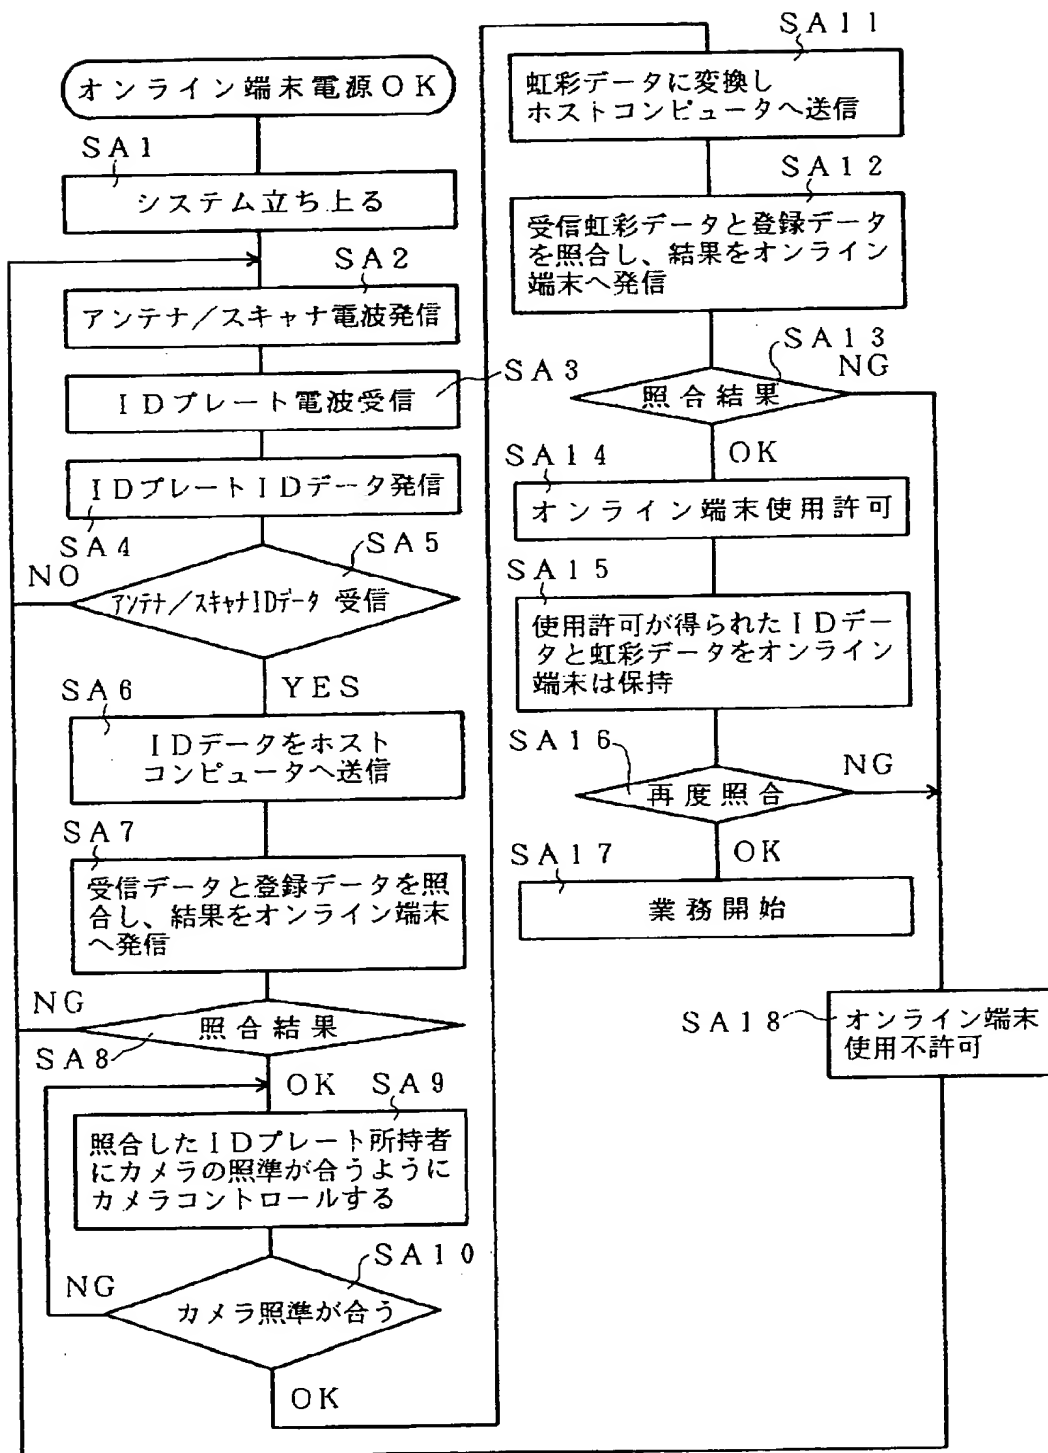 オンライン端末電源OK
SA1
システム立ち上る
SA2
アンテナ／スキャナ電波発信
SA3
IDプレート電波受信
IDプレートIDデータ発信
SA4
SA5
NO
アンテナ／スキャナIDデータ 受信
YES
SA6
IDデータをホスト
コンピュータへ送信
SA7
受信データと登録データを照
合し、結果をオンライン端末
へ発信
NG
照合結果
SA8
OK
SA9
照合したIDプレート所持者
にカメラの照準が合うように
カメラコントロールする
SA10
NG
カメラ照準が合う
OK
SA11
虹彩データに変換し
ホストコンピュータへ送信
SA12
受信虹彩データと登録データ
を照合し、結果をオンライン
端末へ発信
SA13
NG
照合結果
OK
SA14
オンライン端末使用許可
SA15
使用許可が得られたIDデー
タと虹彩データをオンライン
端末は保持
SA16
NG
再度照合
OK
SA17
業務開始
SA18
オンライン端末
使用不許可